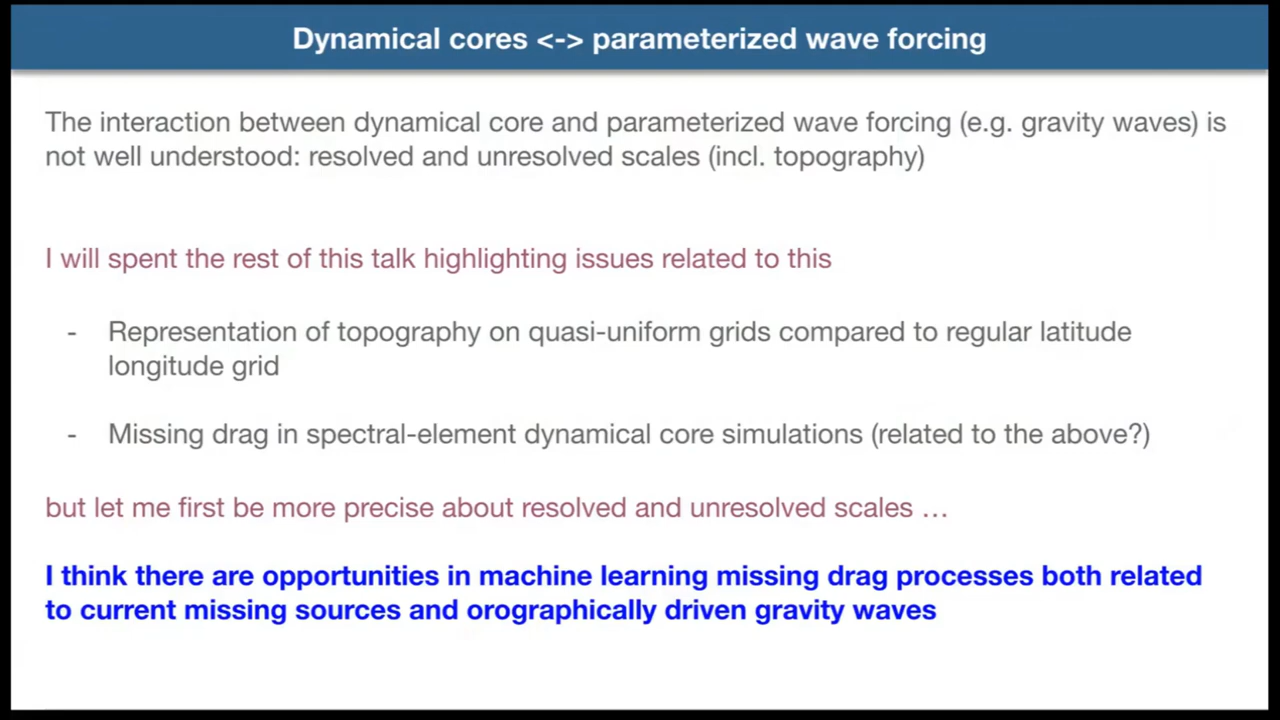 Dynamical cores <-> parameterized wave forcing
The interaction between dynamical core and parameterized wave forcing (e.g. gravity waves) is
not well understood: resolved and unresolved scales (incl. topography)
I will spent the rest of this talk highlighting issues related to this
- Representation of topography on quasi-uniform grids compared to regular latitude
longitude grid
- Missing drag in spectral-element dynamical core simulations (related to the above?)
but let me first be more precise about resolved and unresolved scales …
I think there are opportunities in machine learning missing drag processes both related
to current missing sources and orographically driven gravity waves